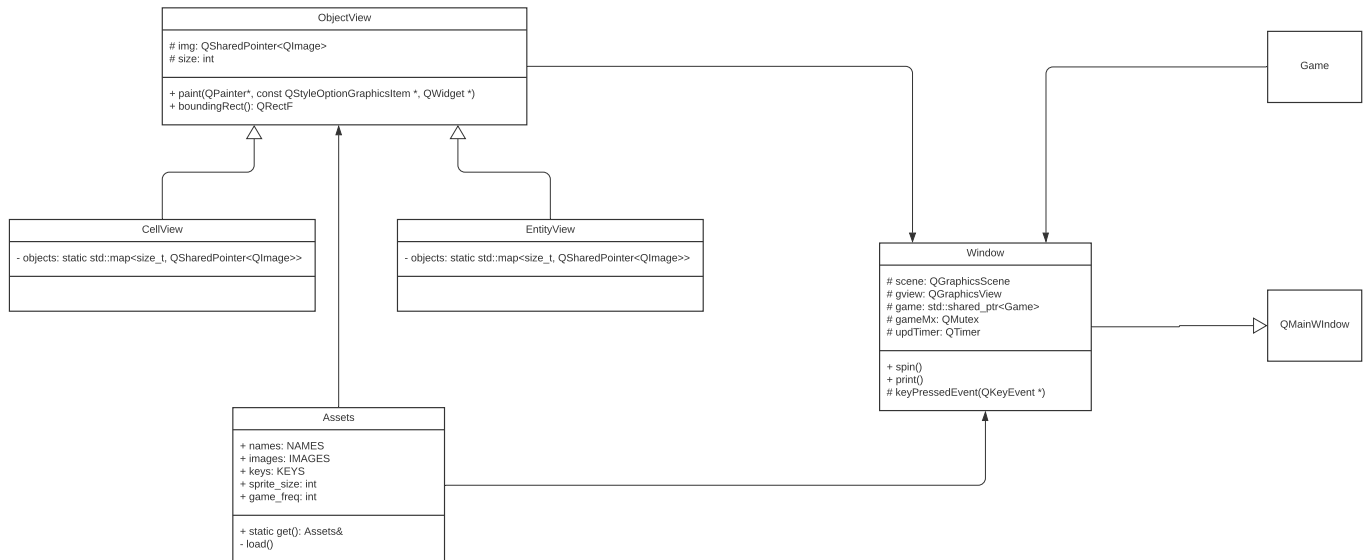 ObjectView
# img: QSharedPointer<QImage>
# size: int
+ paint(QPainter*, const QStyleOptionGraphicsItem *, QWidget *)
+ boundingRect(): QRectF
Game
CellView
- objects: static std::map<size_t, QSharedPointer<QImage>>
EntityView
- objects: static std::map<size_t, QSharedPointer<QImage>>
Window
# scene: QGraphicsScene
# gview: QGraphicsView
# game: std::shared_ptr<Game>
# gameMx: QMutex
# updTimer: QTimer
+ spin()
+ print()
# keyPressedEvent(QKeyEvent *)
QMainWIndow
Assets
+ names: NAMES
+ images: IMAGES
+ keys: KEYS
+ sprite_size: int
+ game_freq: int
+ static get(): Assets&
- load()